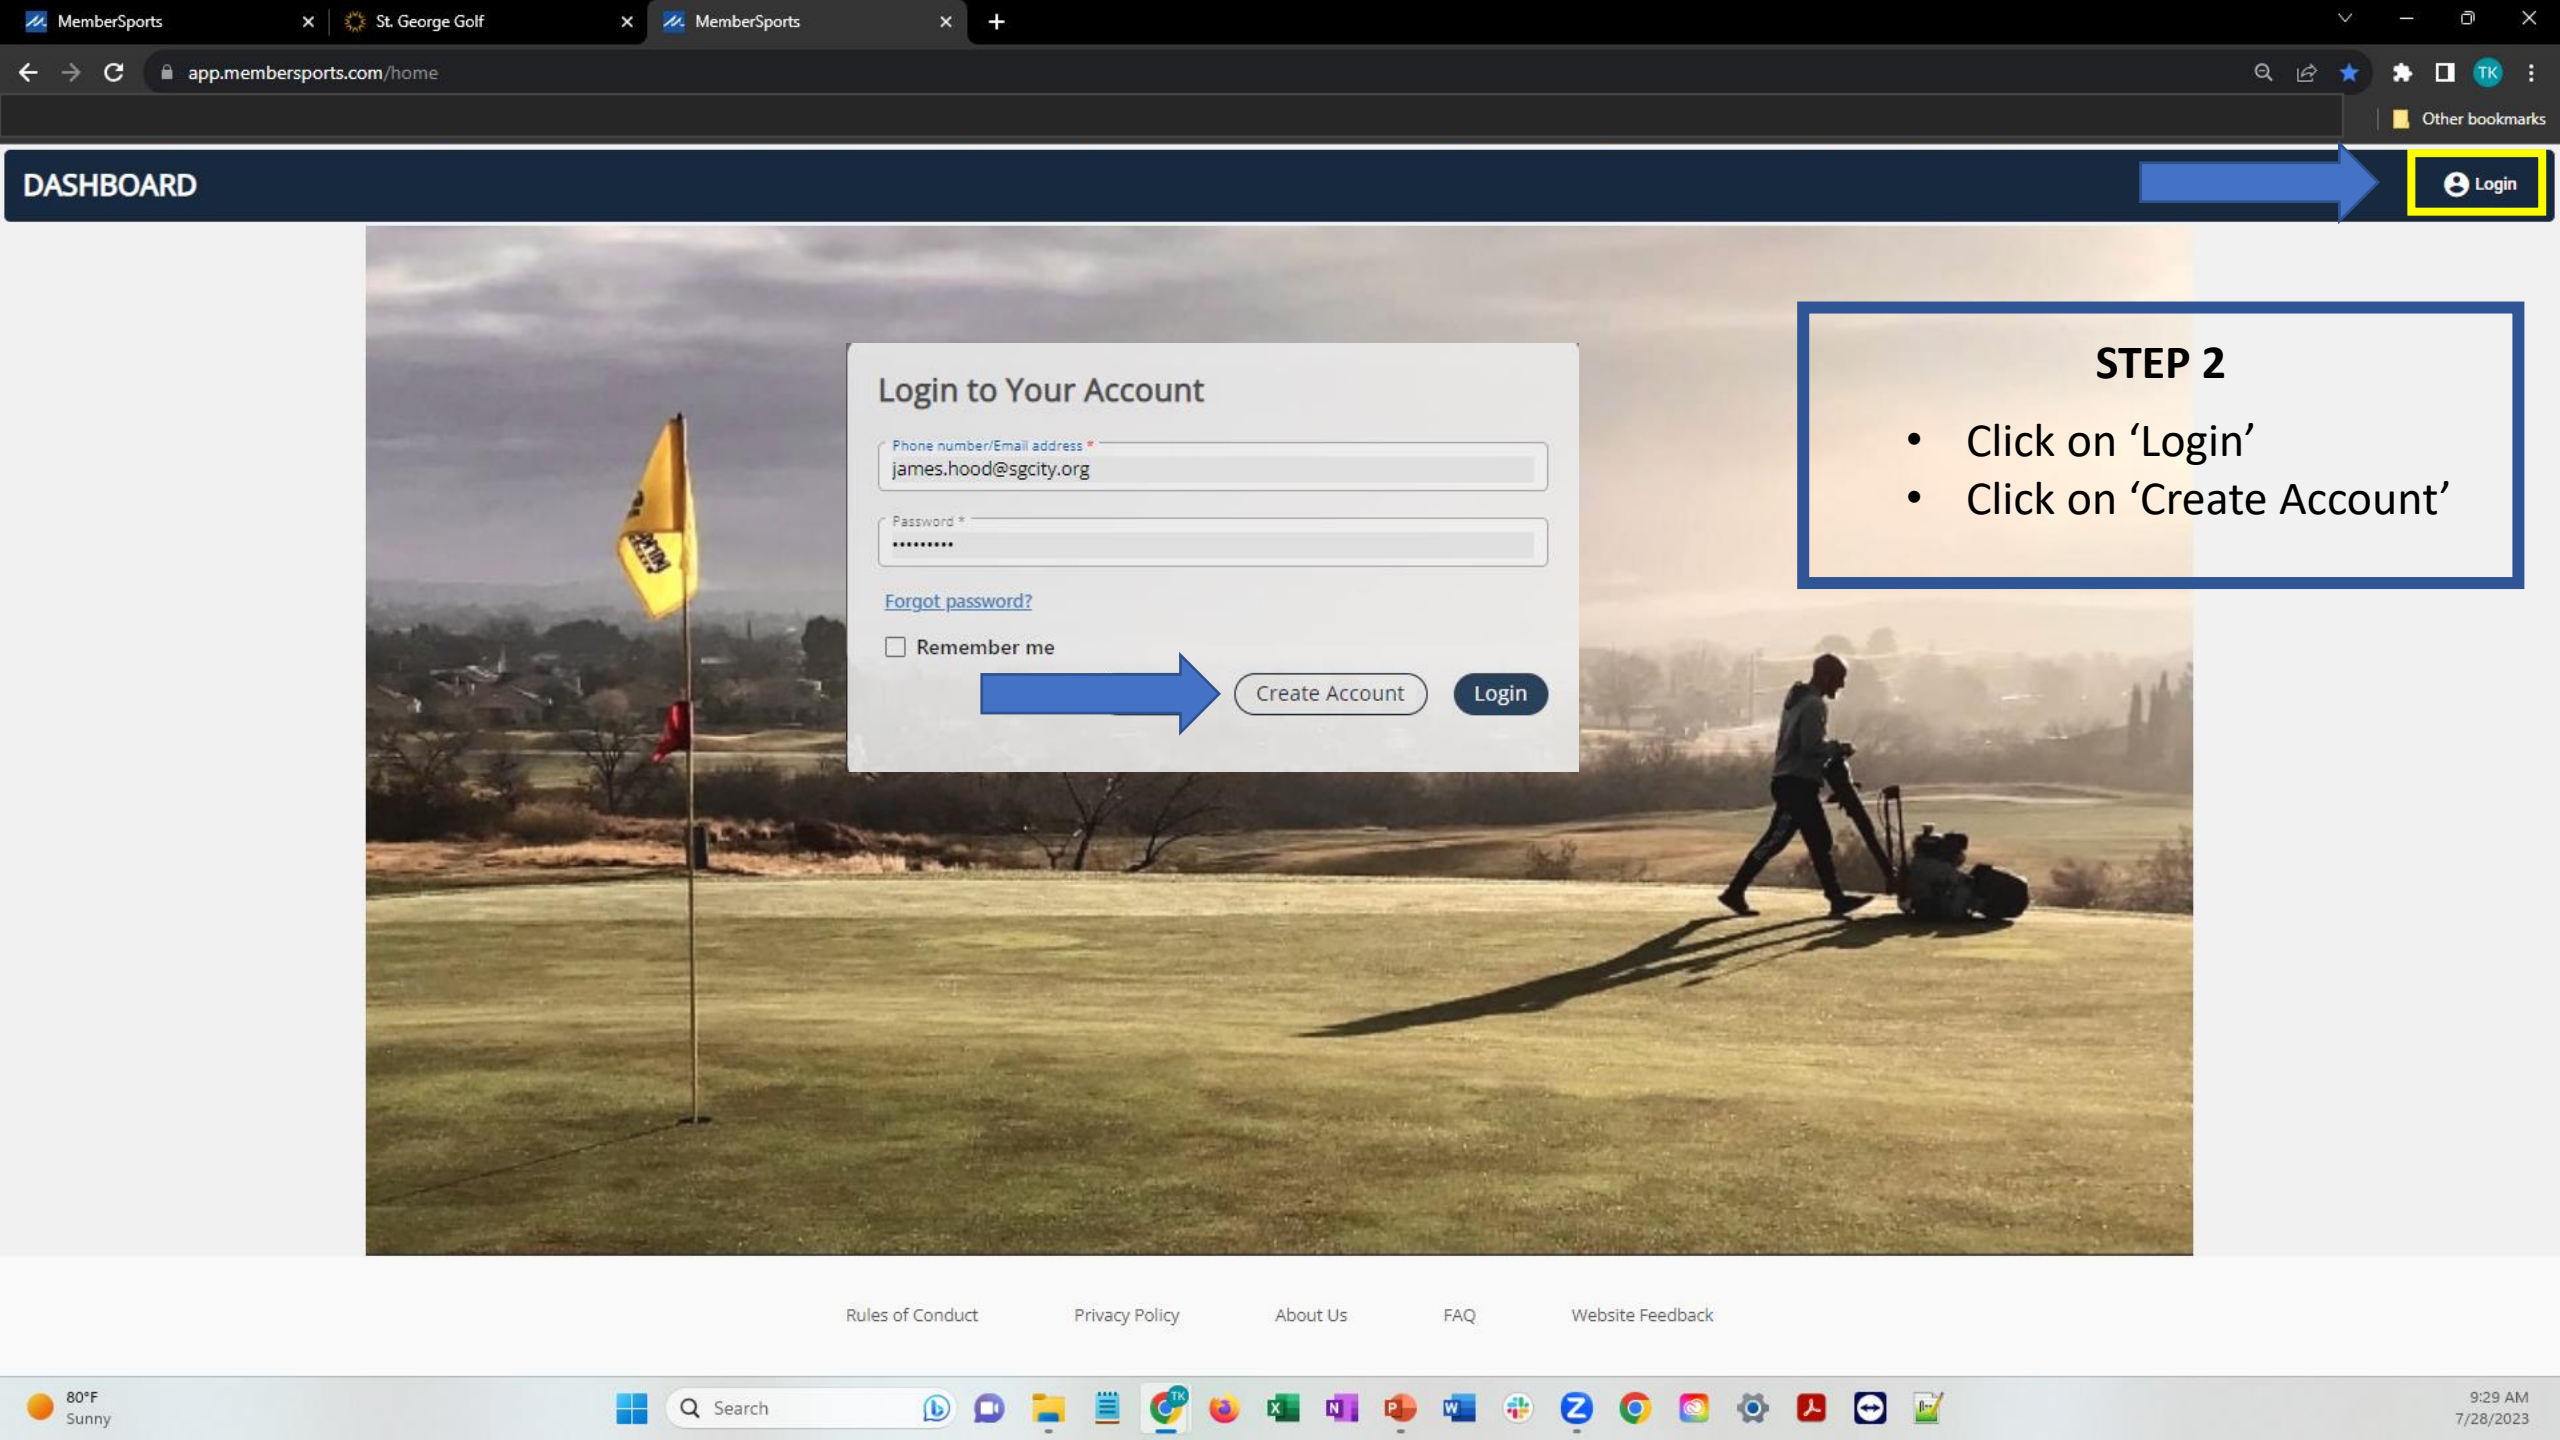 MemberSports
St. George Golf
MemberSports
app.membersports.com/home
TK
Other bookmarks
DASHBOARD
Login
Login to Your Account
Phone number/Email address *
james.hood@sgcity.org
Password *
•••••••••
Forgot password?
Remember me
Create Account
Login
STEP 2
• Click on ‘Login’
• Click on ‘Create Account’
Rules of Conduct
Privacy Policy
About Us
FAQ
Website Feedback
80°F
Sunny
Search
TK
9:29 AM
7/28/2023